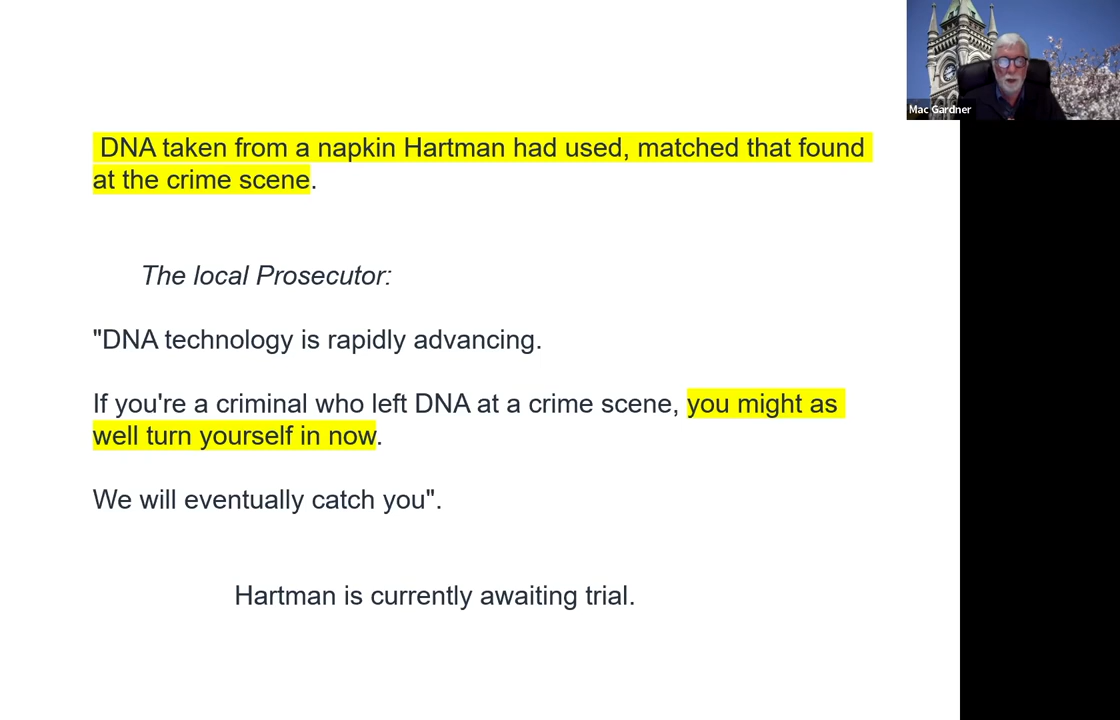 Mac Gardner
DNA taken from a napkin Hartman had used, matched that found
at the crime scene.
The local Prosecutor:
"DNA technology is rapidly advancing.
If you're a criminal who left DNA at a crime scene, you might as
well turn yourself in now.
We will eventually catch you".
Hartman is currently awaiting trial.